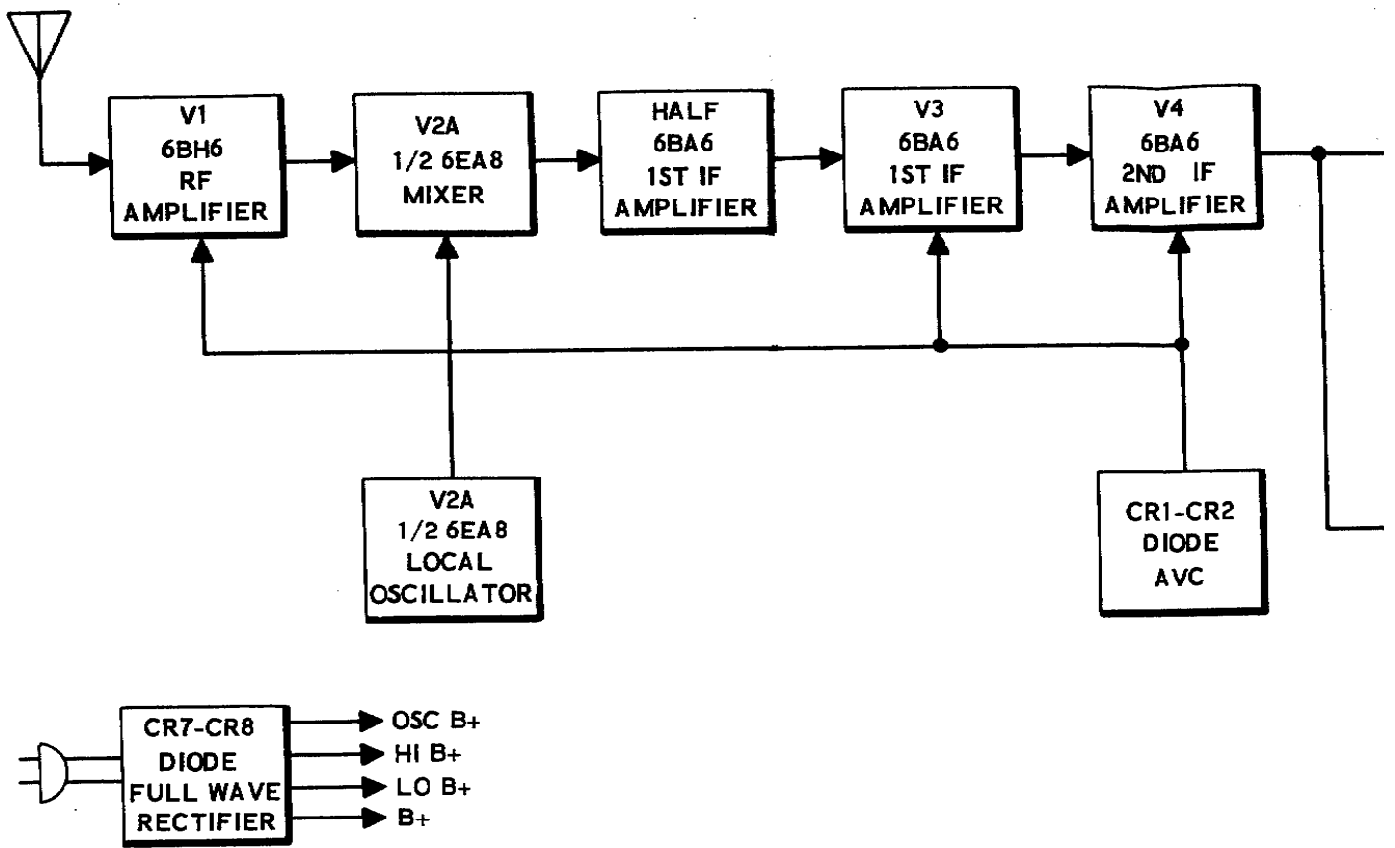 V1
6BH6
RF
AMPLIFIER
V2A
1/2 6EA8
MIXER
HALF
6BA6
1ST IF
AMPLIFIER
V3
6BA6
1ST IF
AMPLIFIER
V4
6BA6
2ND IF
AMPLIFIER
V2A
1/2 6EA8
LOCAL
OSCILLATOR
CR1-CR2
DIODE
AVC
CR7-CR8
DIODE
FULL WAVE
RECTIFIER
OSC B+
HI B+
LO B+
B+